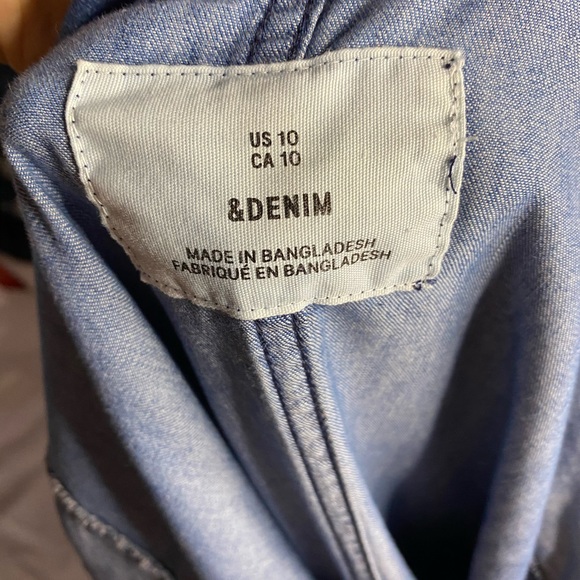 US 10
CA 10
&DENIM
MADE IN BANGLADESH
FABRIQUÉ EN BANGLADESH